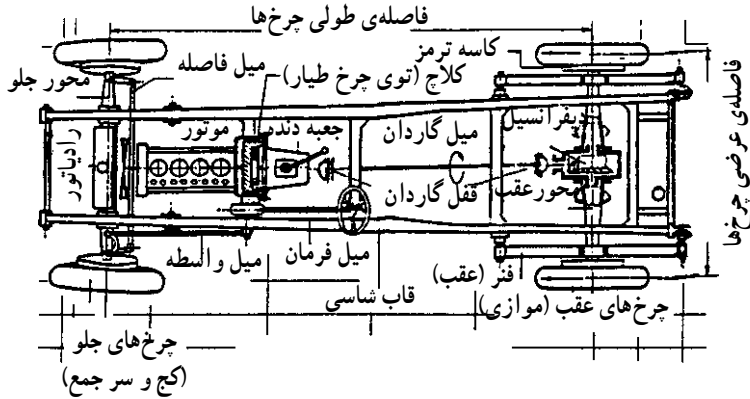 فاصله‌ی طولی چرخ‌ها
کاسه ترمز
میل فاصله
کلاچ (توی چرخ طیار)
محور جلو
فاصله‌ی عرضی چرخ‌ها
رادیاتور
موتور
جعبه دنده
میل گاردان
دیفرانسیل
قفل گاردان
محور عقب
میل واسطه
میل فرمان
فنر (عقب)
قاب شاسی
چرخ‌های عقب (موازی)
چرخ‌های جلو
(کج و سر جمع)